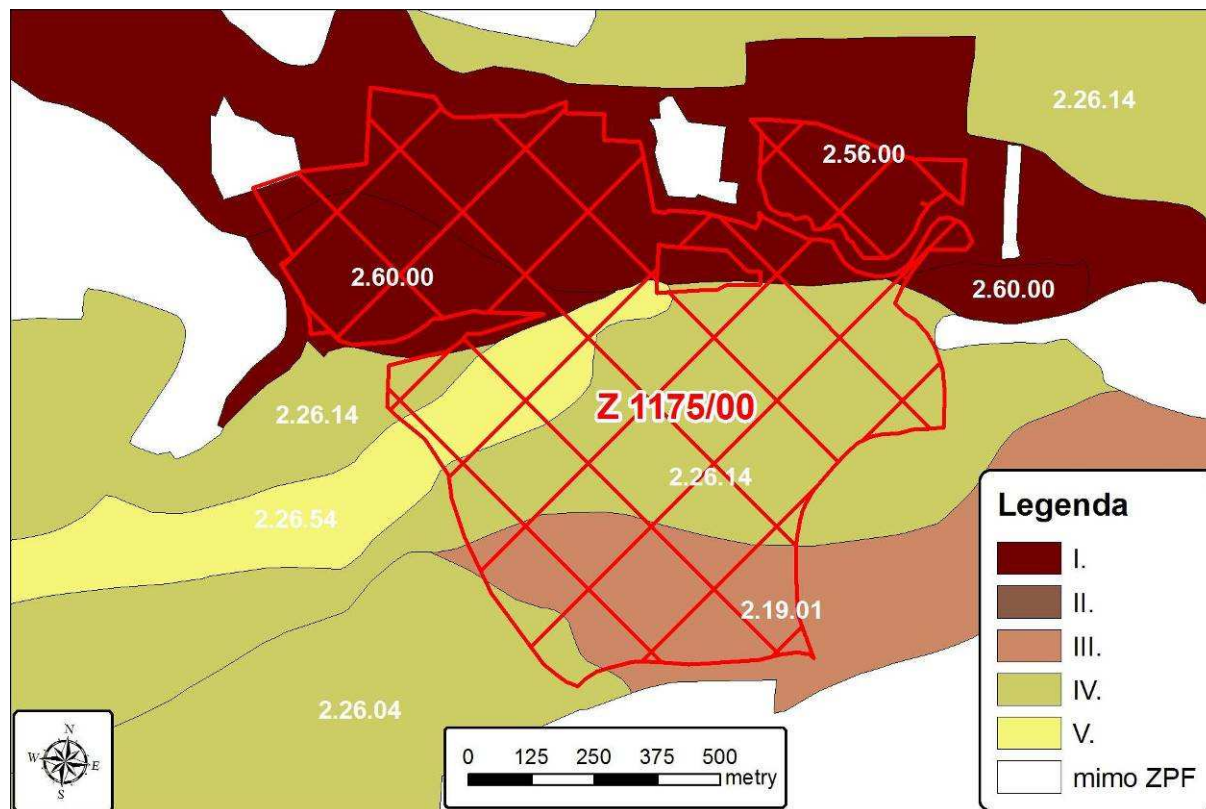 2.26.14
2.56.00
2.60.00
2.60.00
Z 1175/00
2.26.14
2.26.14
2.26.54
2.19.01
2.26.04
Legenda
I.
II.
III.
IV.
V.
mimo ZPF
N
W E
S
0 125 250 375 500
metry